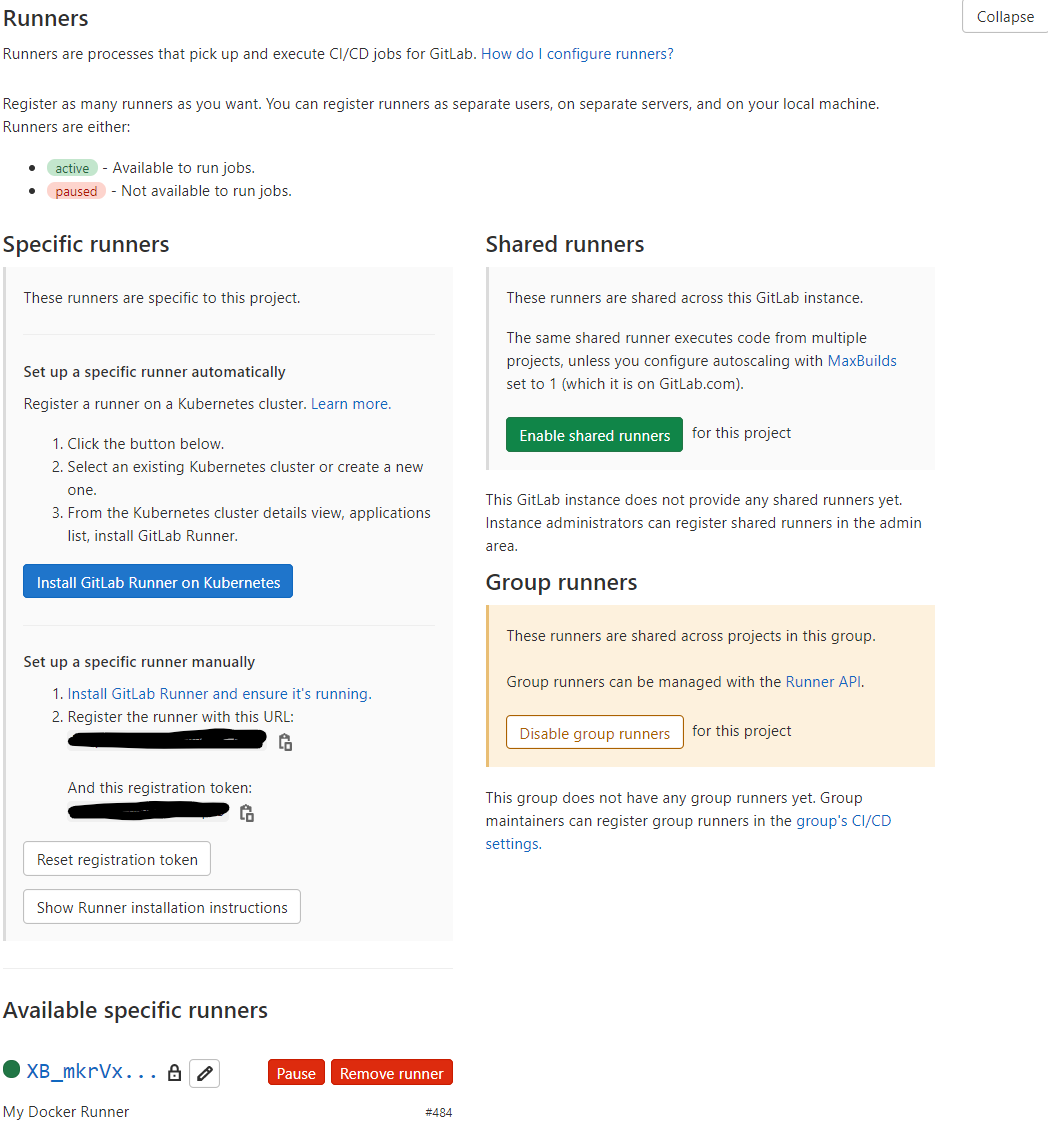 Runners
Collapse
Runners are processes that pick up and execute CI/CD jobs for GitLab. How do I configure runners?
Register as many runners as you want. You can register runners as separate users, on separate servers, and on your local machine.
Runners are either:
active - Available to run jobs.
paused - Not available to run jobs.
Specific runners
These runners are specific to this project.
Set up a specific runner automatically
Register a runner on a Kubernetes cluster. Learn more.
1. Click the button below.
2. Select an existing Kubernetes cluster or create a new
one.
3. From the Kubernetes cluster details view, applications
list, install GitLab Runner.
Install GitLab Runner on Kubernetes
Set up a specific runner manually
1. Install GitLab Runner and ensure it's running.
2. Register the runner with this URL:
And this registration token:
Reset registration token
Show Runner installation instructions
Available specific runners
XB_mkrVx...
Pause
Remove runner
My Docker Runner
#484
Shared runners
These runners are shared across this GitLab instance.
The same shared runner executes code from multiple
projects, unless you configure autoscaling with MaxBuilds
set to 1 (which it is on GitLab.com).
Enable shared runners for this project
This GitLab instance does not provide any shared runners yet.
Instance administrators can register shared runners in the admin
area.
Group runners
These runners are shared across projects in this group.
Group runners can be managed with the Runner API.
Disable group runners for this project
This group does not have any group runners yet. Group
maintainers can register group runners in the group's CI/CD
settings.